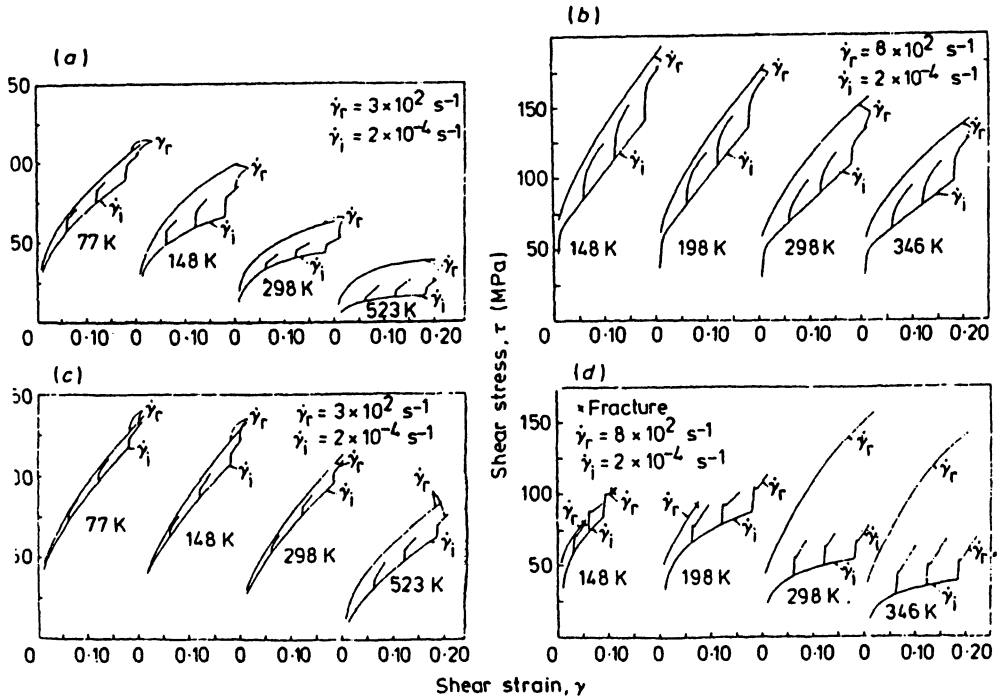 (a)
50
00
50
γ̇r = 3 × 10² s⁻¹
γ̇i = 2 × 10⁻⁴ s⁻¹
γr
γ̇i
77 K
γ̇r
γ̇i
148 K
γ̇r
γ̇i
298 K
γ̇r
γ̇i
523 K
0 0·10 0 0·10 0 0·10 0 0·10 0·20
(b)
150
100
50
γ̇r = 8 × 10² s⁻¹
γ̇i = 2 × 10⁻⁴ s⁻¹
γ̇r
γ̇i
148 K
γ̇r
γ̇i
198 K
γ̇r
γ̇i
298 K
γ̇r
γ̇i
346 K
0 0·10 0 0·10 0 0·10 0 0·10 0·20
Shear stress, τ (MPa)
(c)
50
00
50
γ̇r = 3 × 10² s⁻¹
γ̇i = 2 × 10⁻⁴ s⁻¹
γ̇r
γ̇i
77 K
γ̇r
γ̇i
148 K
γ̇r
γ̇i
298 K
γ̇r
γ̇i
523 K
0 0·10 0 0·10 0 0·10 0 0·10 0·20
(d)
150
100
50
× Fracture
γ̇r = 8 × 10² s⁻¹
γ̇i = 2 × 10⁻⁴ s⁻¹
γ̇r
γ̇r
γ̇i
148 K
γ̇r
γ̇r
γ̇i
198 K
γ̇r
γ̇i
298 K
γ̇r
γ̇r
γ̇i
346 K
0 0·10 0 0·10 0 0·10 0 0·10 0·20
Shear strain, γ